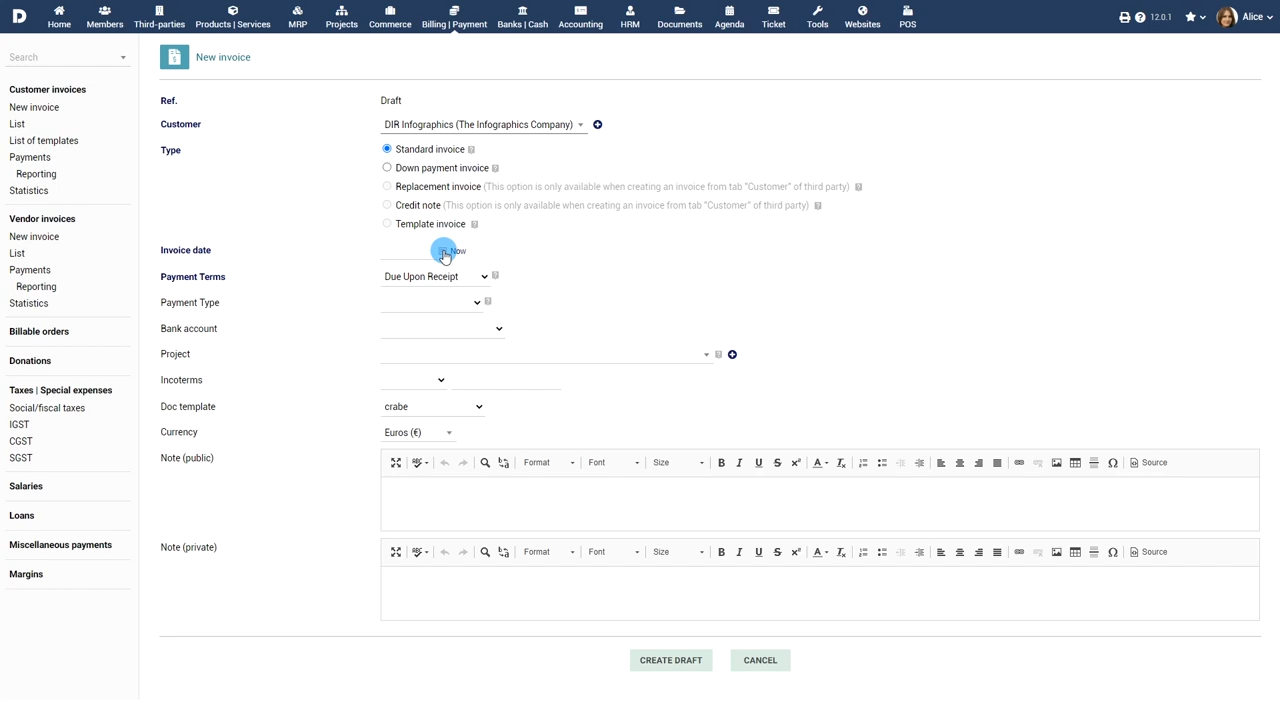 D
Home Members Third-parties Products | Services MRP Projects Commerce Billing | Payment Banks | Cash Accounting HRM Documents Agenda Ticket Tools Websites POS 12.0.1 Alice
Search
New invoice
Customer invoices
New invoice
List
List of templates
Payments
Reporting
Statistics
Vendor invoices
New invoice
List
Payments
Reporting
Statistics
Billable orders
Donations
Taxes | Special expenses
Social/fiscal taxes
IGST
CGST
SGST
Salaries
Loans
Miscellaneous payments
Margins
Ref. Draft
Customer DIR Infographics (The Infographics Company)
Type Standard invoice
Down payment invoice
Replacement invoice (This option is only available when creating an invoice from tab "Customer" of third party)
Credit note (This option is only available when creating an invoice from tab "Customer" of third party)
Template invoice
Invoice date Now
Payment Terms Due Upon Receipt
Payment Type
Bank account
Project
Incoterms
Doc template crabe
Currency Euros (€)
Note (public) Format Font Size Source
Note (private) Format Font Size Source
CREATE DRAFT CANCEL